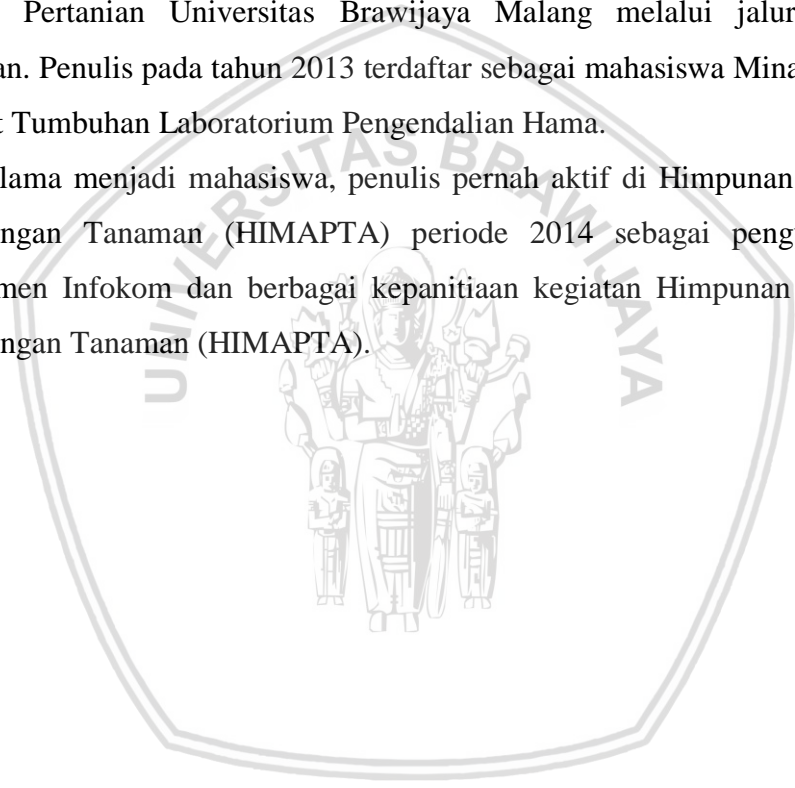 Pertanian Universitas Brawijaya Malang melalui jalur
an. Penulis pada tahun 2013 terdaftar sebagai mahasiswa Mina
t Tumbuhan Laboratorium Pengendalian Hama.
lama menjadi mahasiswa, penulis pernah aktif di Himpunan
ngan Tanaman (HIMAPTA) periode 2014 sebagai peng
men Infokom dan berbagai kepanitiaan kegiatan Himpunan
ngan Tanaman (HIMAPTA).
UNIVERSITAS BRAWIJAYA